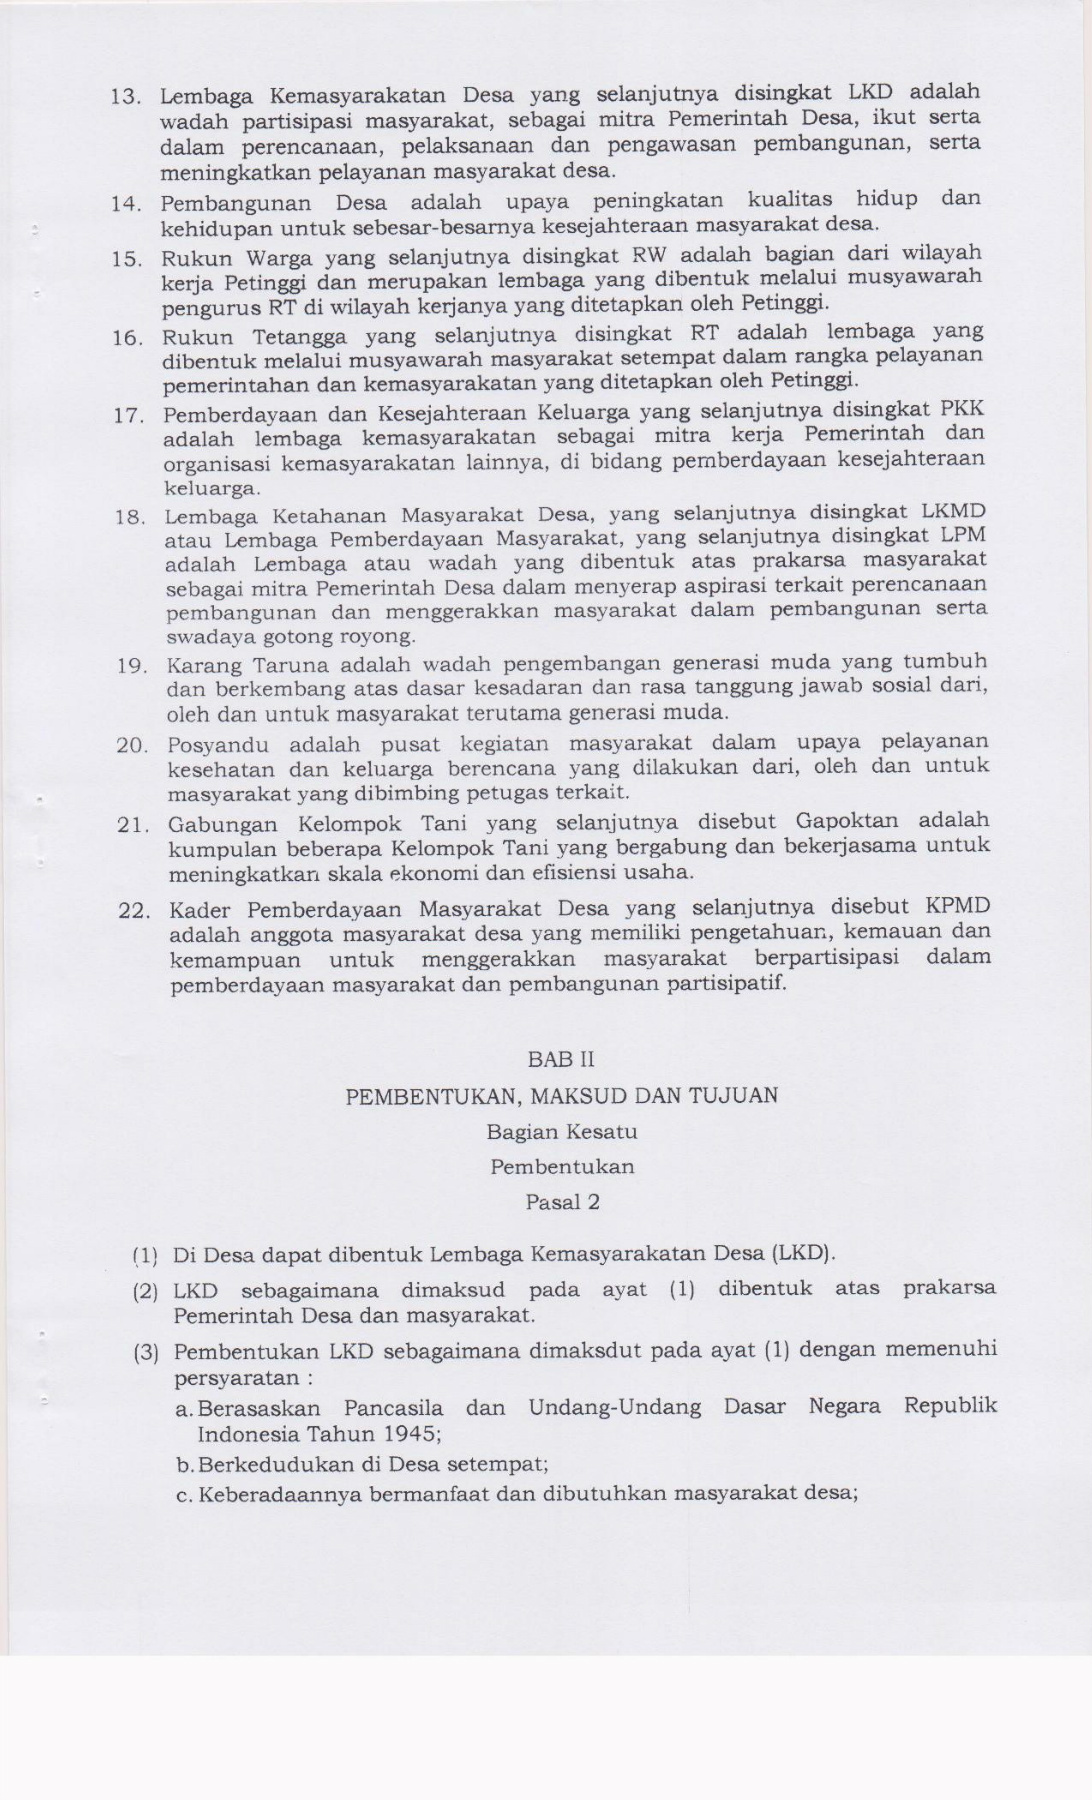 13. Lembaga Kemasyarakatan Desa yang selanjutnya disingkat LKD adalah
wadah partisipasi masyarakat, sebagai mitra Pemerintah Desa, ikut serta
dalam perencanaan, pelaksanaan dan pengawasan pembangunan, serta
meningkatkan pelayanan masyarakat desa.
14. Pembangunan Desa adalah upaya peningkatan kualitas hidup dan
kehidupan untuk sebesar-besarnya kesejahteraan masyarakat desa.
15. Rukun Warga yang selanjutnya disingkat RW adalah bagian dari wilayah
kerja Petinggi dan merupakan lembaga yang dibentuk melalui musyawarah
pengurus RT di wilayah kerjanya yang ditetapkan oleh Petinggi.
16. Rukun Tetangga yang selanjutnya disingkat RT adalah lembaga yang
dibentuk melalui musyawarah masyarakat setempat dalam rangka pelayanan
pemerintahan dan kemasyarakatan yang ditetapkan oleh Petinggi.
17. Pemberdayaan dan Kesejahteraan Keluarga yang selanjutnya disingkat PKK
adalah lembaga kemasyarakatan sebagai mitra kerja Pemerintah dan
organisasi kemasyarakatan lainnya, di bidang pemberdayaan kesejahteraan
keluarga.
18. Lembaga Ketahanan Masyarakat Desa, yang selanjutnya disingkat LKMD
atau Lembaga Pemberdayaan Masyarakat, yang selanjutnya disingkat LPM
adalah Lembaga atau wadah yang dibentuk atas prakarsa masyarakat
sebagai mitra Pemerintah Desa dalam menyerap aspirasi terkait perencanaan
pembangunan dan menggerakkan masyarakat dalam pembangunan serta
swadaya gotong royong.
19. Karang Taruna adalah wadah pengembangan generasi muda yang tumbuh
dan berkembang atas dasar kesadaran dan rasa tanggung jawab sosial dari,
oleh dan untuk masyarakat terutama generasi muda.
20. Posyandu adalah pusat kegiatan masyarakat dalam upaya pelayanan
kesehatan dan keluarga berencana yang dilakukan dari, oleh dan untuk
masyarakat yang dibimbing petugas terkait.
21. Gabungan Kelompok Tani yang selanjutnya disebut Gapoktan adalah
kumpulan beberapa Kelompok Tani yang bergabung dan bekerjasama untuk
meningkatkan skala ekonomi dan efisiensi usaha.
22. Kader Pemberdayaan Masyarakat Desa yang selanjutnya disebut KPMD
adalah anggota masyarakat desa yang memiliki pengetahuan, kemauan dan
kemampuan untuk menggerakkan masyarakat berpartisipasi dalam
pemberdayaan masyarakat dan pembangunan partisipatif.
BAB II
PEMBENTUKAN, MAKSUD DAN TUJUAN
Bagian Kesatu
Pembentukan
Pasal 2
(1) Di Desa dapat dibentuk Lembaga Kemasyarakatan Desa (LKD).
(2) LKD sebagaimana dimaksud pada ayat (1) dibentuk atas prakarsa
Pemerintah Desa dan masyarakat.
(3) Pembentukan LKD sebagaimana dimaksdut pada ayat (1) dengan memenuhi
persyaratan :
a. Berasaskan Pancasila dan Undang-Undang Dasar Negara Republik
Indonesia Tahun 1945;
b. Berkedudukan di Desa setempat;
c. Keberadaannya bermanfaat dan dibutuhkan masyarakat desa;